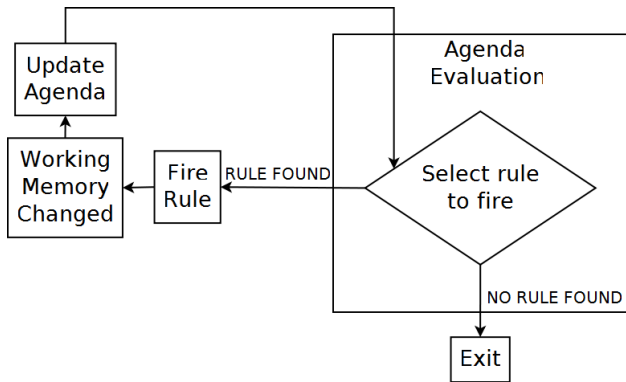 Update
Agenda
Agenda
Evaluation
Working
Memory
Changed
Fire
Rule
RULE FOUND
Select rule
to fire
NO RULE FOUND
Exit